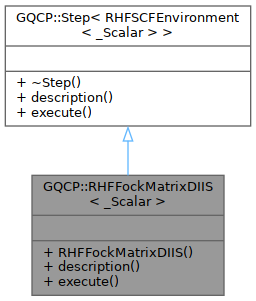 GQCP::Step< RHFSCFEnvironment
< _Scalar > >
+ ~Step()
+ description()
+ execute()
GQCP::RHFFockMatrixDIIS
< _Scalar >
+ RHFFockMatrixDIIS()
+ description()
+ execute()